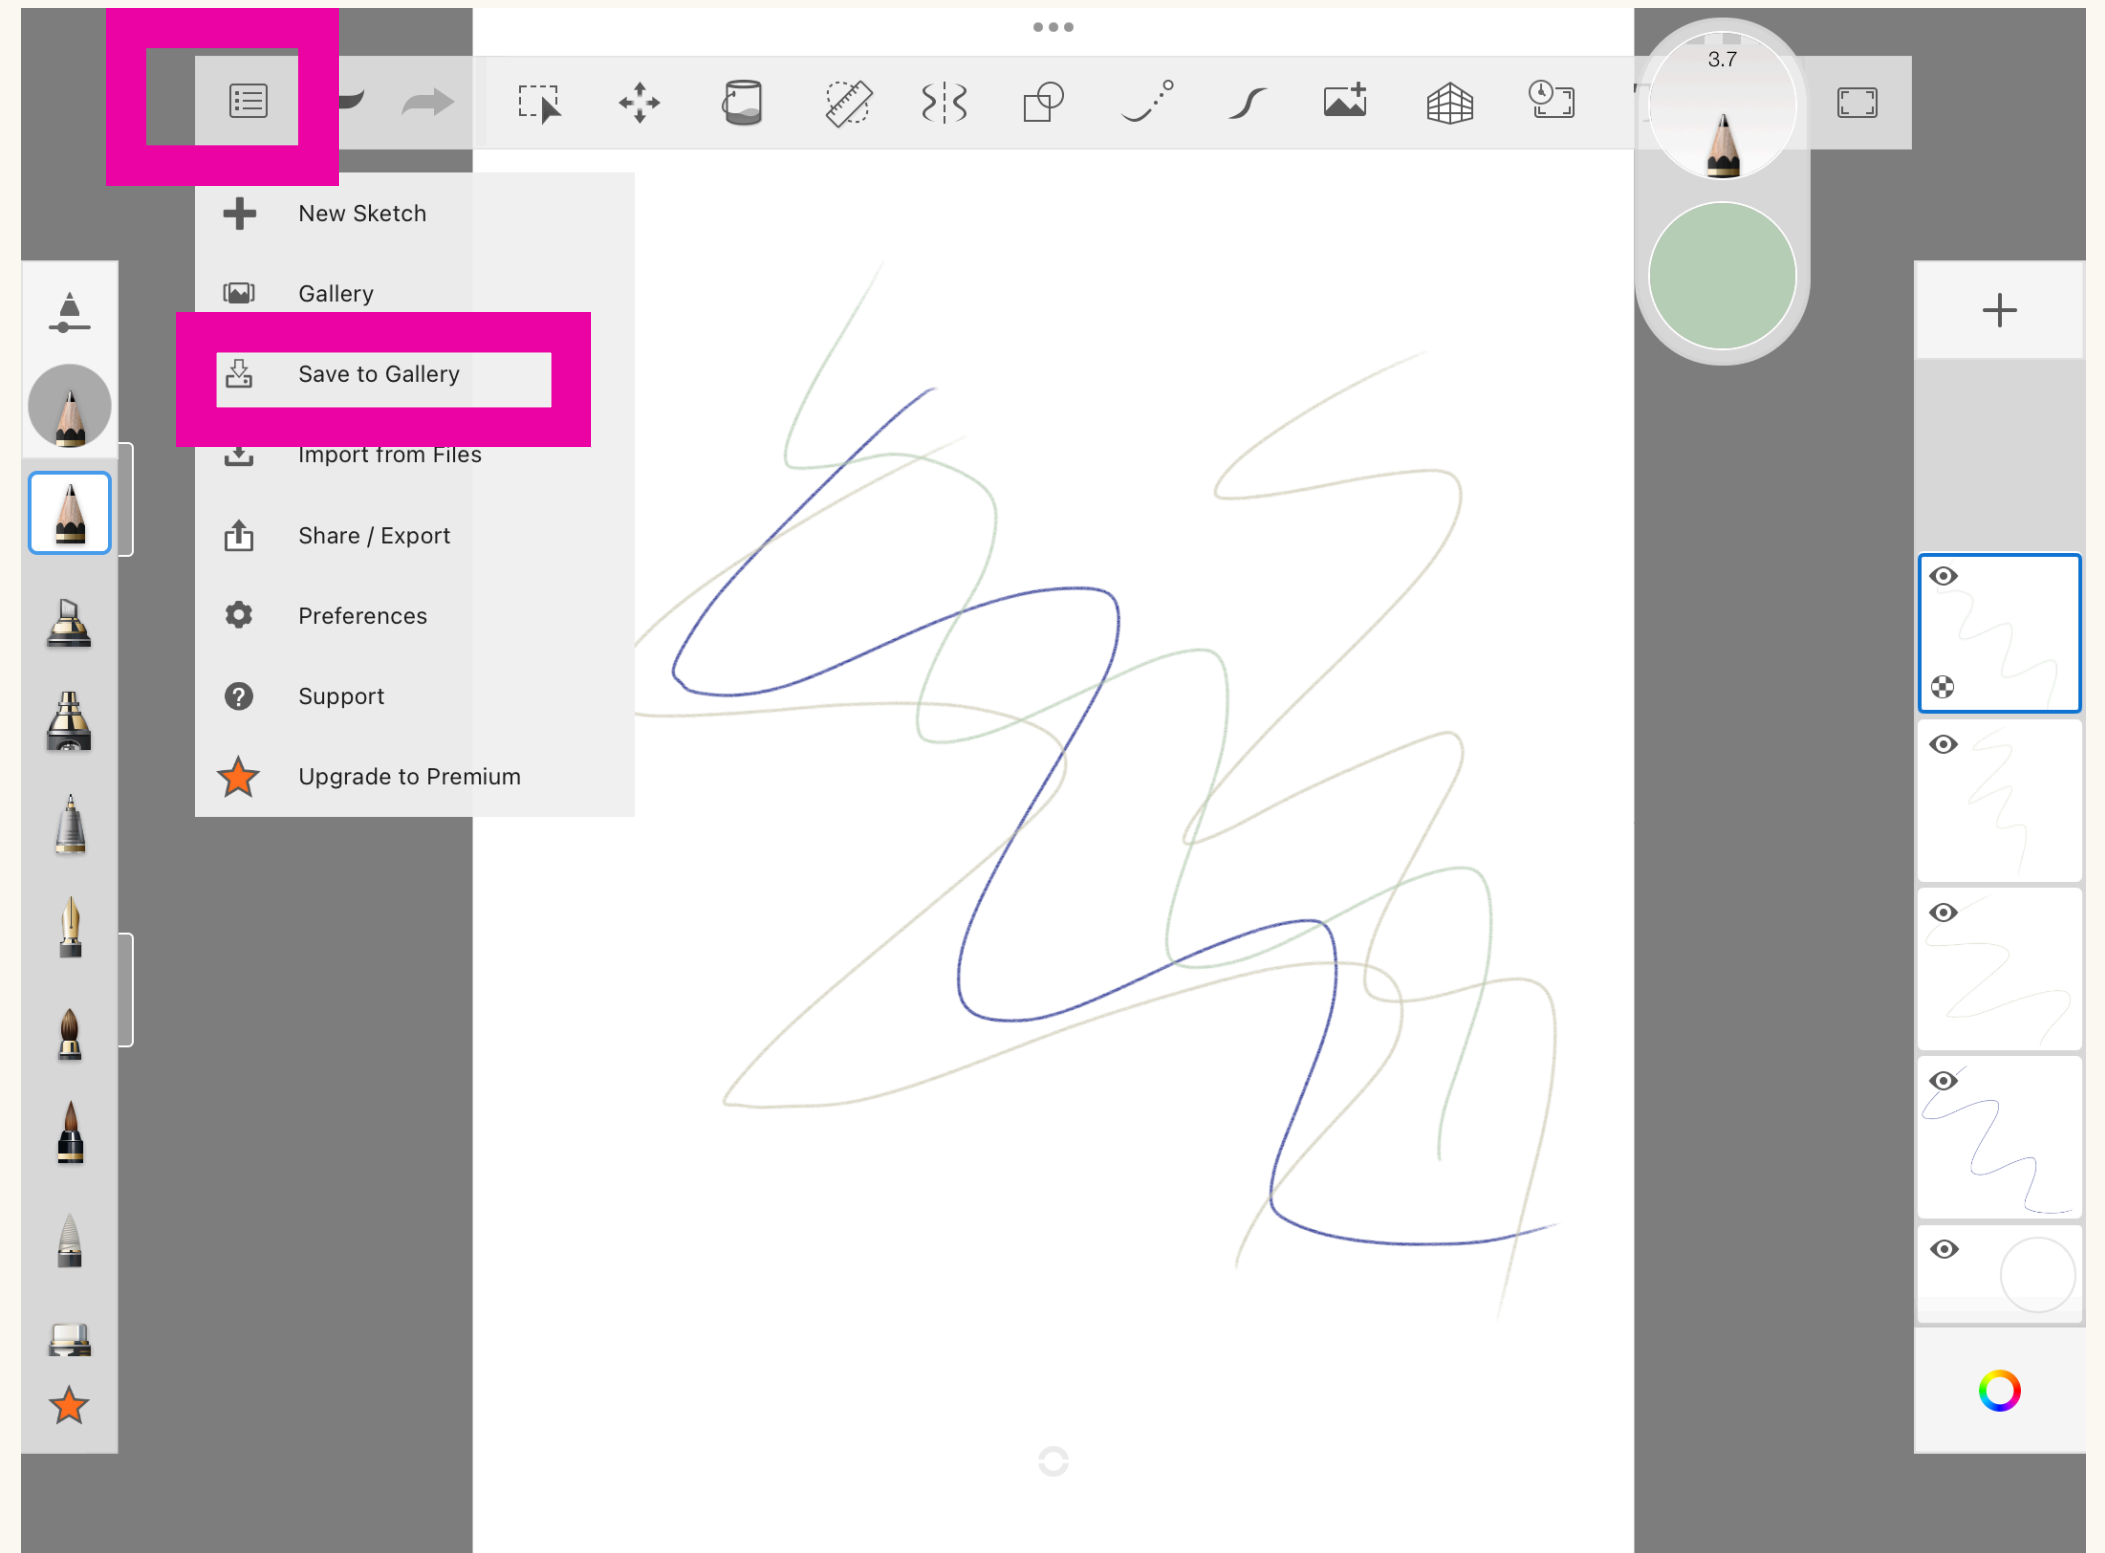 3.7
New Sketch
Gallery
Save to Gallery
Import from Files
Share / Export
Preferences
Support
Upgrade to Premium